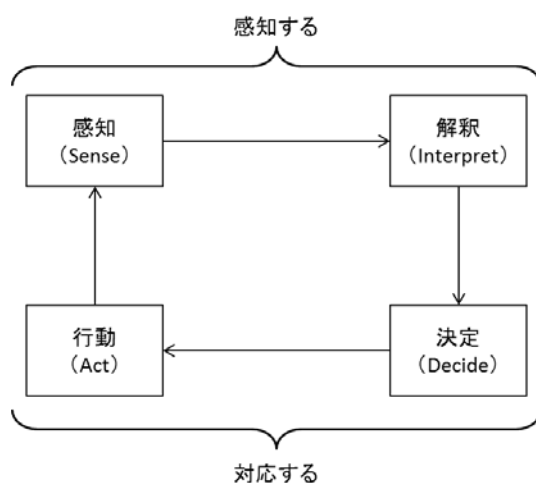 感知する
感知
（Sense）
解釈
（Interpret）
行動
（Act）
決定
（Decide）
対応する